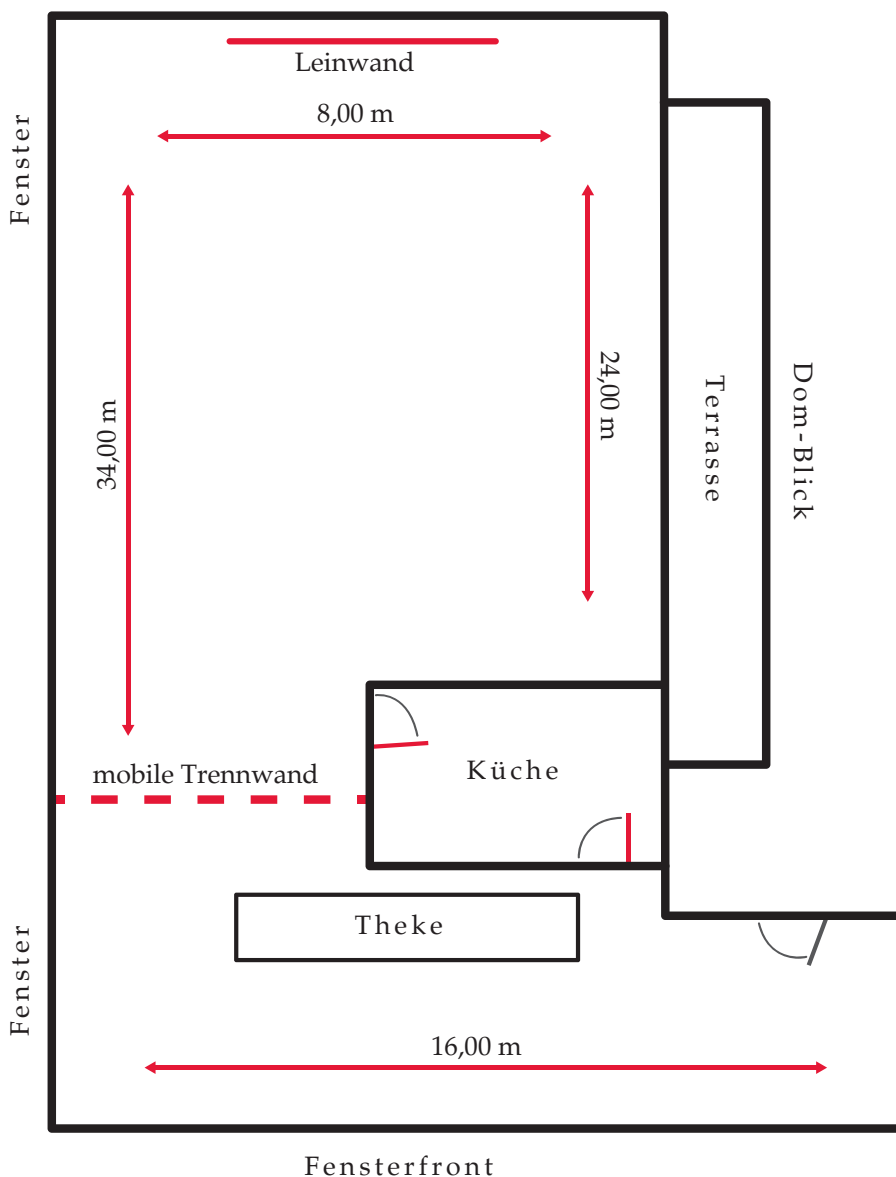 Leinwand
8,00 m
Fenster
34,00 m
24,00 m
Terrasse
Dom-Blick
mobile Trennwand
Küche
Theke
Fenster
16,00 m
Fensterfront